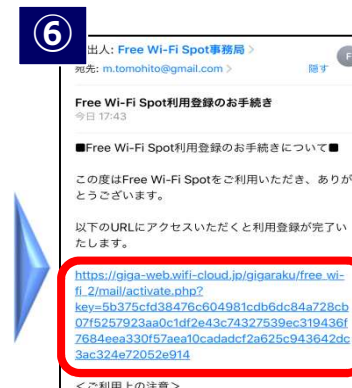 ⑥
出人: Free Wi-Fi Spot事務局 >
宛先: m.tomohito@gmail.com > 隠す
F
Free Wi-Fi Spot利用登録のお手続き
今日 17:43
■Free Wi-Fi Spot利用登録のお手続きについて■
この度はFree Wi-Fi Spotをご利用いただき、ありが
とうございます。
以下のURLにアクセスいただくと利用登録が完了い
たします。
https://giga-web.wifi-cloud.jp/gigaraku/free_wi-
fi_2/mail/activate.php?
key=5b375cfd38476c604981cdb6dc84a728cb
07f5257923aa0c1df2e43c74327539ec319436f
7684eea330f57aea10cadadcf2a625c943642dc
3ac324e72052e914
<ご利用上の注意>